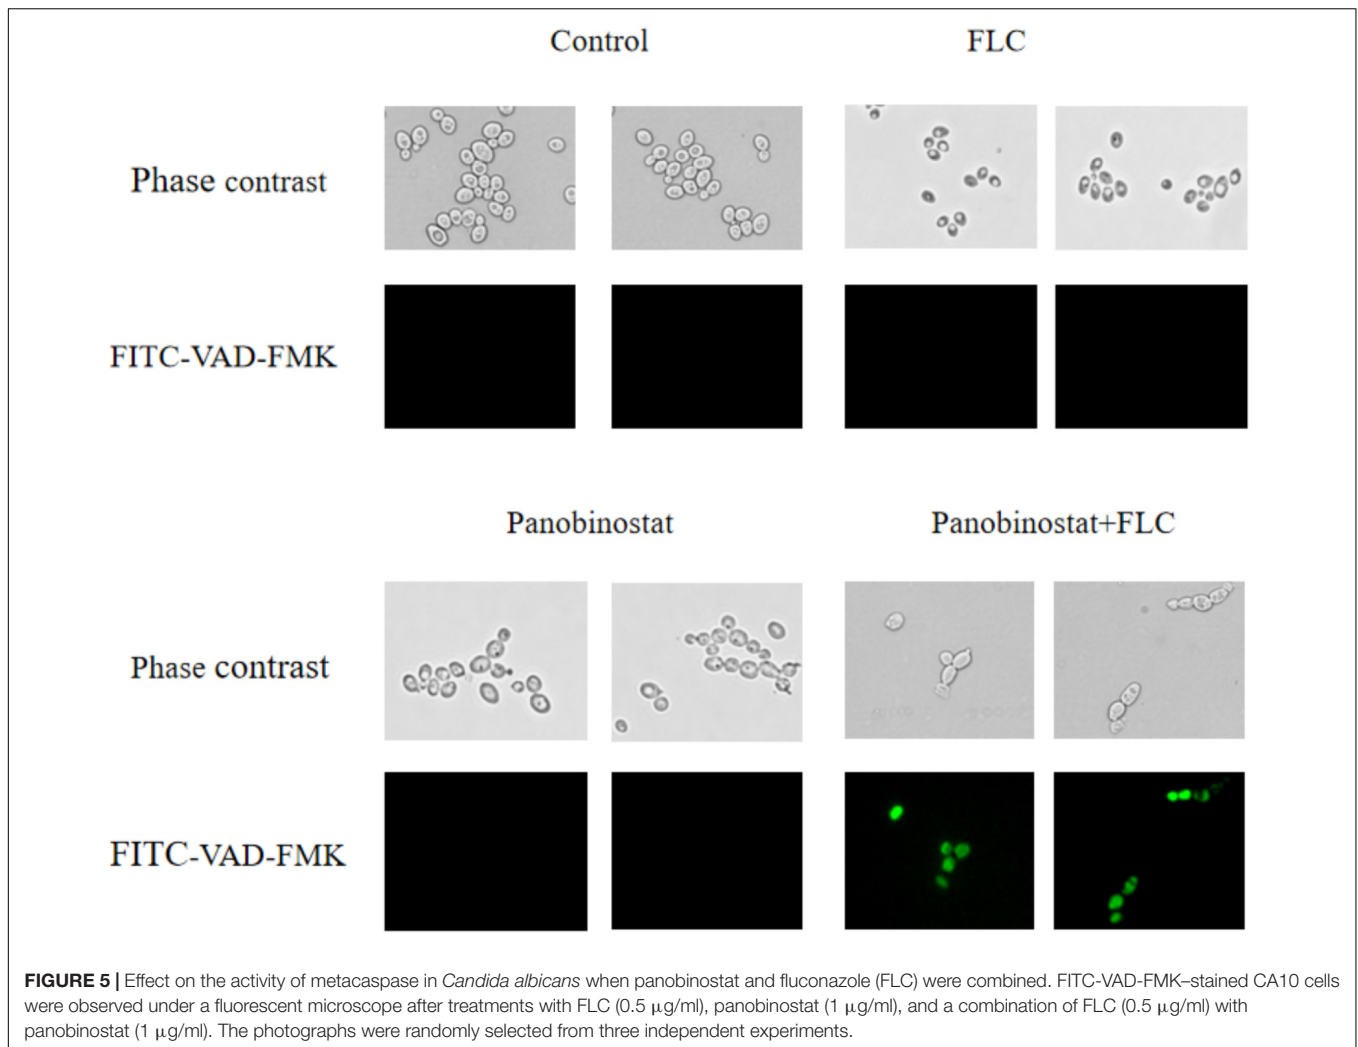 Control FLC
Phase contrast
FITC-VAD-FMK
Panobinostat Panobinostat+FLC
Phase contrast
FITC-VAD-FMK
FIGURE 5 | Effect on the activity of metacaspase in Candida albicans when panobinostat and fluconazole (FLC) were combined. FITC-VAD-FMK–stained CA10 cells
were observed under a fluorescent microscope after treatments with FLC (0.5 μg/ml), panobinostat (1 μg/ml), and a combination of FLC (0.5 μg/ml) with
panobinostat (1 μg/ml). The photographs were randomly selected from three independent experiments.